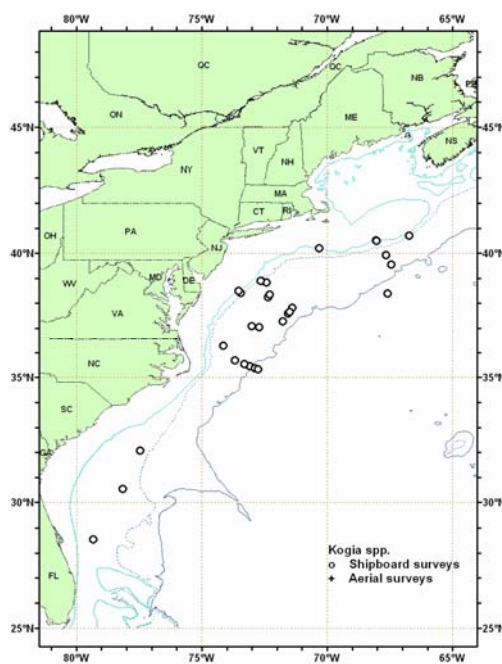 80°W 75°W 70°W 65°W
QC QC NB PE
ON ME
45°N 45°N
NS
VT NH
NY
MA
CT RI
40°N 40°N
OH PA NJ
MD DE
WV
VA
NC
35°N 35°N
SC
GA
30°N 30°N
Kogia spp.
Shipboard surveys
FL Aerial surveys
25°N 25°N
80°W 75°W 70°W 65°W